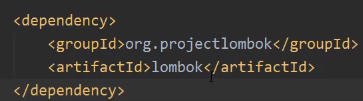 <dependency>
<groupId>org.projectlombok</groupId>
<artifactId>lombok</artifactId>
</dependency>